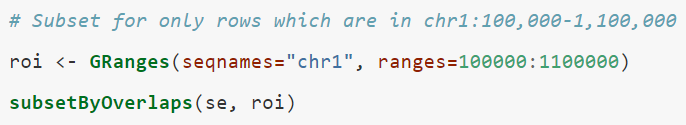 # Subset for only rows which are in chr1:100,000-1,100,000
roi <- GRanges(seqnames="chr1", ranges=100000:1100000)
subsetByOverlaps(se, roi)